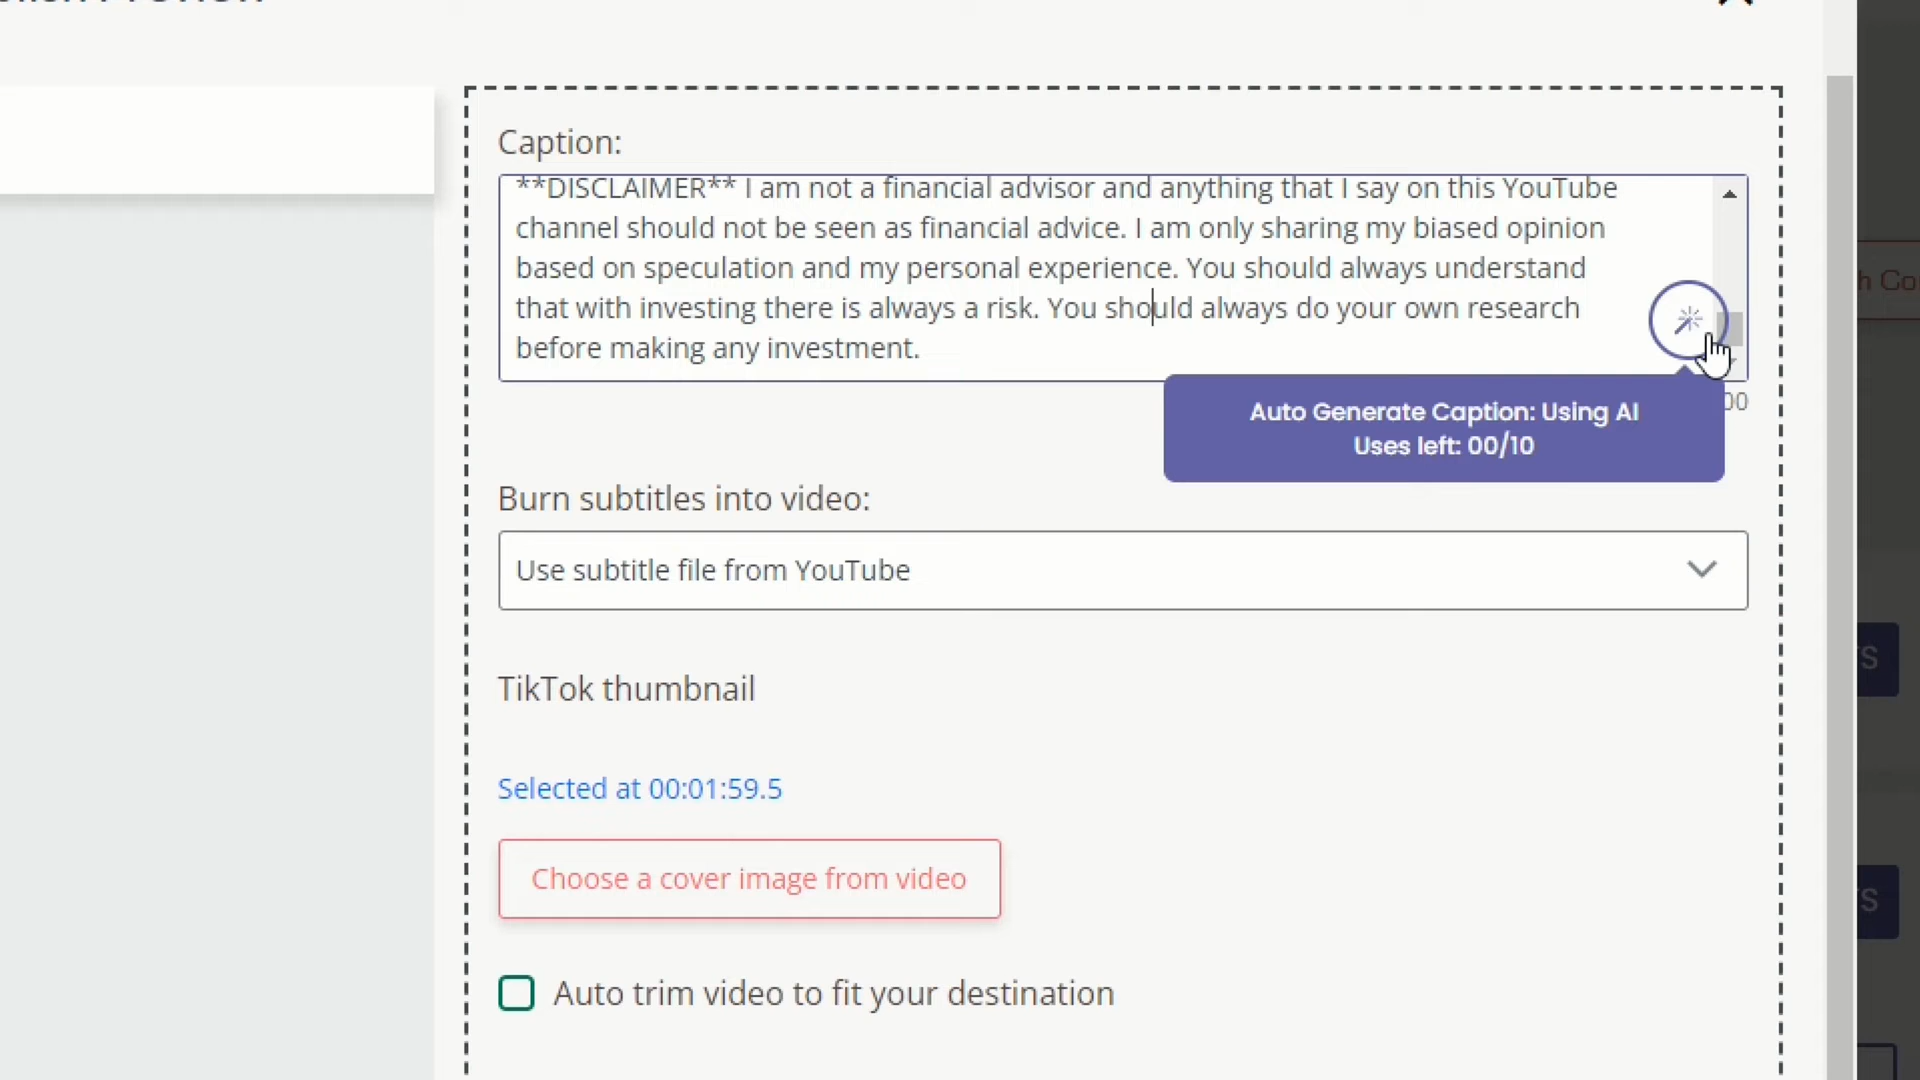 Caption:
**DISCLAIMER** I am not a financial advisor and anything that I say on this YouTube
channel should not be seen as financial advice. I am only sharing my biased opinion
based on speculation and my personal experience. You should always understand
that with investing there is always a risk. You should always do your own research
before making any investment.
Auto Generate Caption: Using AI
Uses left: 00/10
Burn subtitles into video:
Use subtitle file from YouTube
TikTok thumbnail
Selected at 00:01:59.5
Choose a cover image from video
Auto trim video to fit your destination